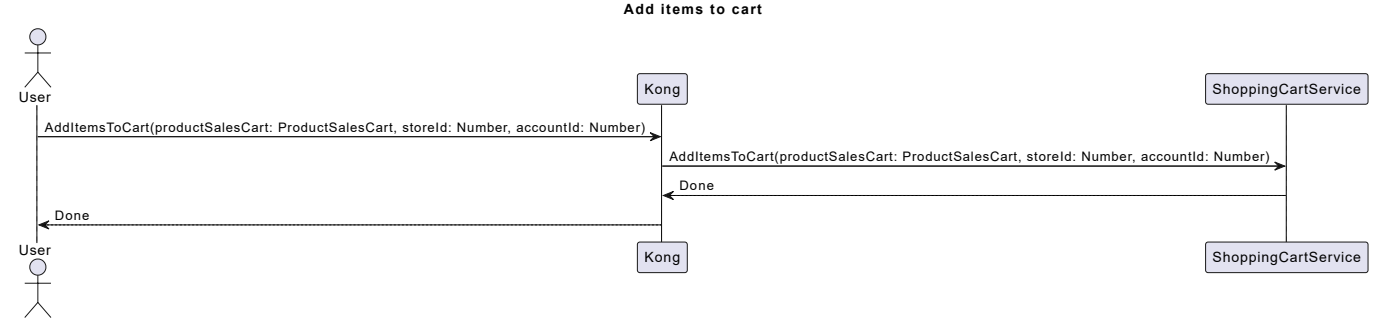 Add items to cart
User
Kong
ShoppingCartService
AddItemsToCart(productSalesCart: ProductSalesCart, storeId: Number, accountId: Number)
AddItemsToCart(productSalesCart: ProductSalesCart, storeId: Number, accountId: Number)
Done
Done
User
Kong
ShoppingCartService